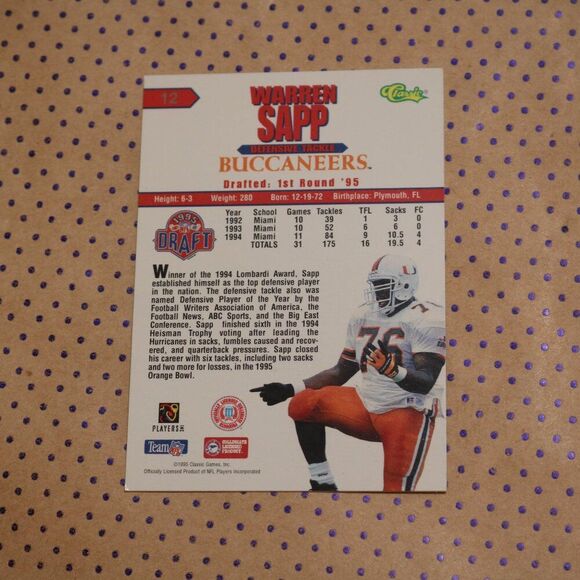 12
WARREN
SAPP
Classic
DEFENSIVE TACKLE
BUCCANEERS™
Drafted: 1st Round '95
Height: 6-3 Weight: 280 Born: 12-19-72 Birthplace: Plymouth, FL
1995
NFL
DRAFT
Year School Games Tackles TFL Sacks FC
1992 Miami 10 39 1 3 0
1993 Miami 10 52 6 6 0
1994 Miami 11 84 9 10.5 4
TOTALS 31 175 16 19.5 4
Winner of the 1994 Lombardi Award, Sapp
established himself as the top defensive player
in the nation. The defensive tackle also was
named Defensive Player of the Year by the
Football Writers Association of America, the
Football News, ABC Sports, and the Big East
Conference. Sapp finished sixth in the 1994
Heisman Trophy voting after leading the
Hurricanes in sacks, fumbles caused and recov-
ered, and quarterback pressures. Sapp closed
his career with six tackles, including two sacks
and two more for losses, in the 1995
Orange Bowl.
76
PLAYERS INC
Team NFL
COLLEGIATE
LICENSED
PRODUCT
©1995 Classic Games, Inc.
Officially Licensed Product of NFL Players Incorporated